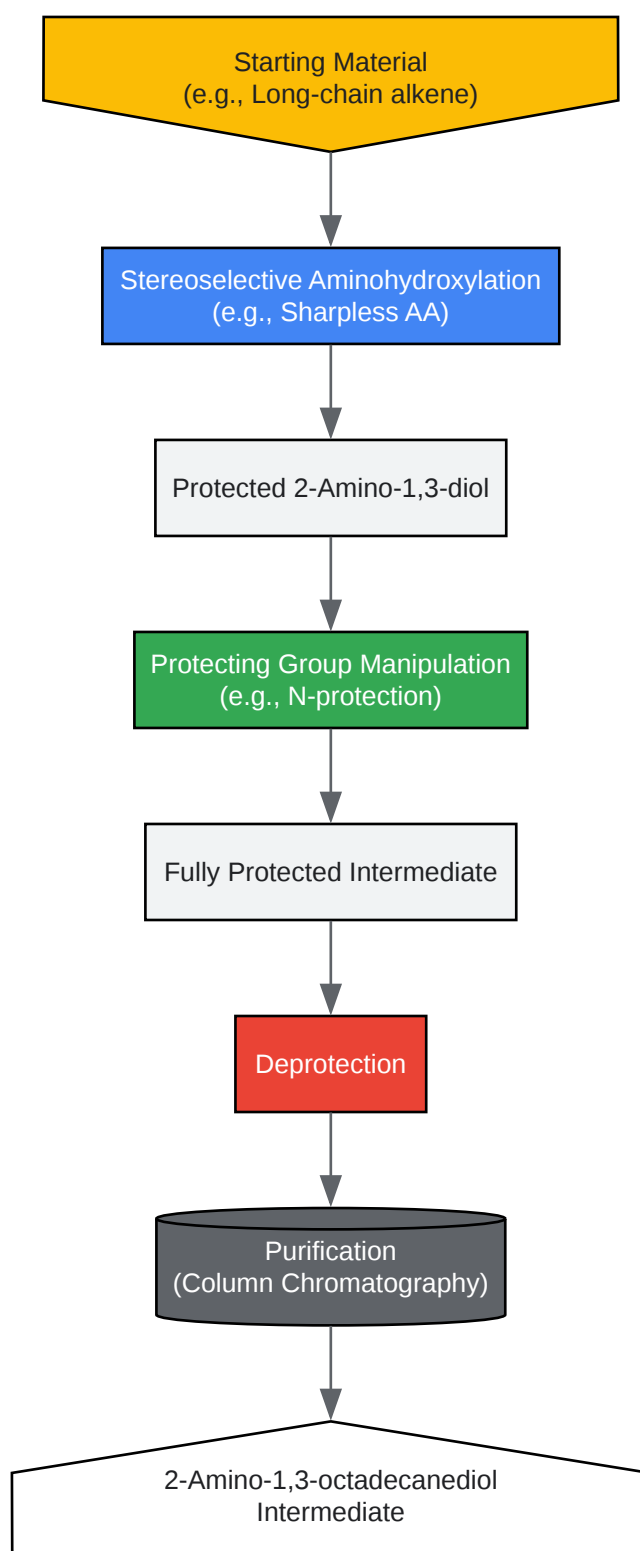 Starting Material
(e.g., Long-chain alkene)
Stereoselective Aminohydroxylation
(e.g., Sharpless AA)
Protected 2-Amino-1,3-diol
Protecting Group Manipulation
(e.g., N-protection)
Fully Protected Intermediate
Deprotection
Purification
(Column Chromatography)
2-Amino-1,3-octadecanediol
Intermediate